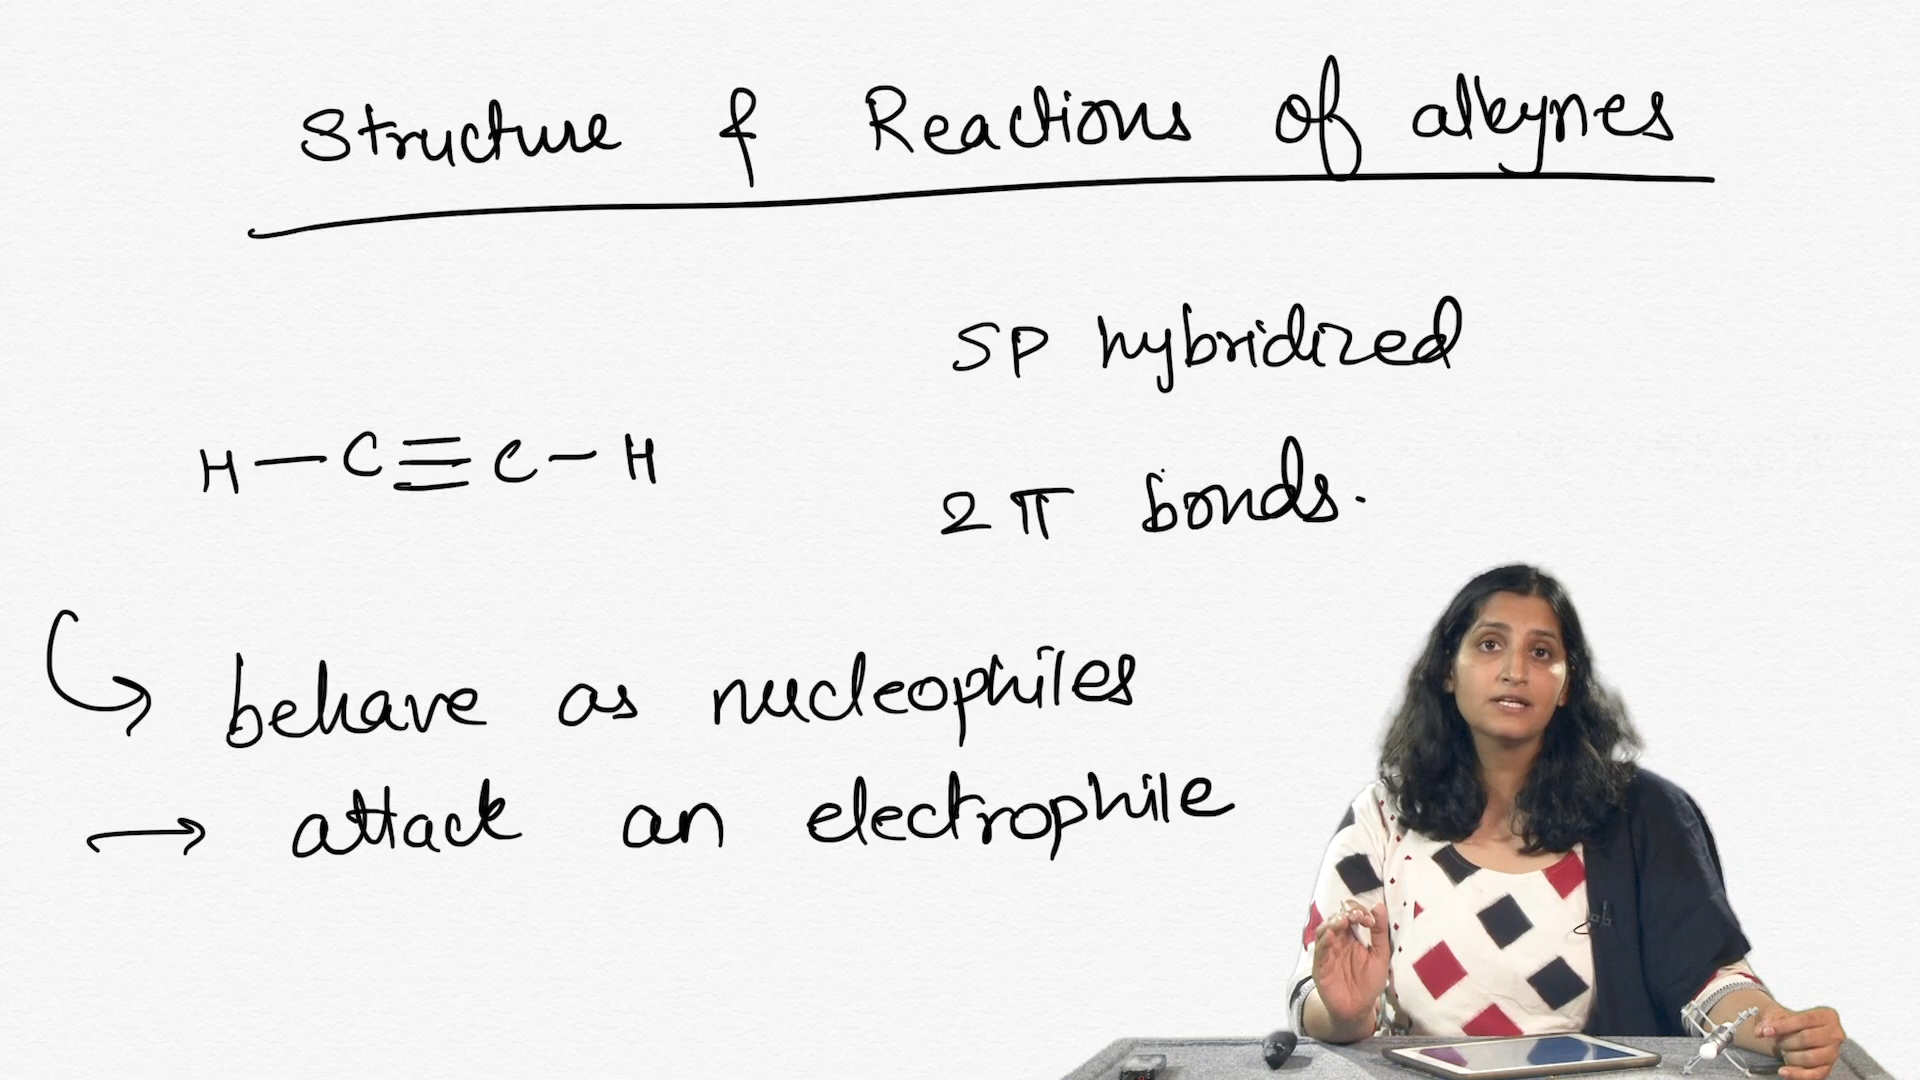 Structure & Reactions of alkynes
SP hybridized
H-C≡C-H
2 π bonds.
behave as nucleophiles
→ attack an electrophile